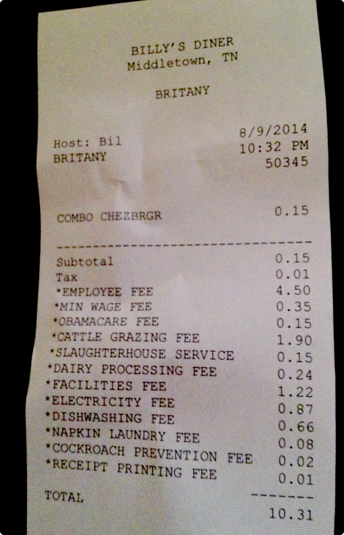 BILLY'S DINER
Middletown, TN
BRITANY
8/9/2014
Host: Bil 10:32 PM
BRITANY 50345
COMBO CHEZBRGR 0.15
--------------------------------
Subtotal 0.15
Tax 0.01
*EMPLOYEE FEE 4.50
*MIN WAGE FEE 0.35
*OBAMACARE FEE 0.15
*CATTLE GRAZING FEE 1.90
*SLAUGHTERHOUSE SERVICE 0.15
*DAIRY PROCESSING FEE 0.24
*FACILITIES FEE 1.22
*ELECTRICITY FEE 0.87
*DISHWASHING FEE 0.66
*NAPKIN LAUNDRY FEE 0.08
*COCKROACH PREVENTION FEE 0.02
*RECEIPT PRINTING FEE 0.01
-------
TOTAL 10.31